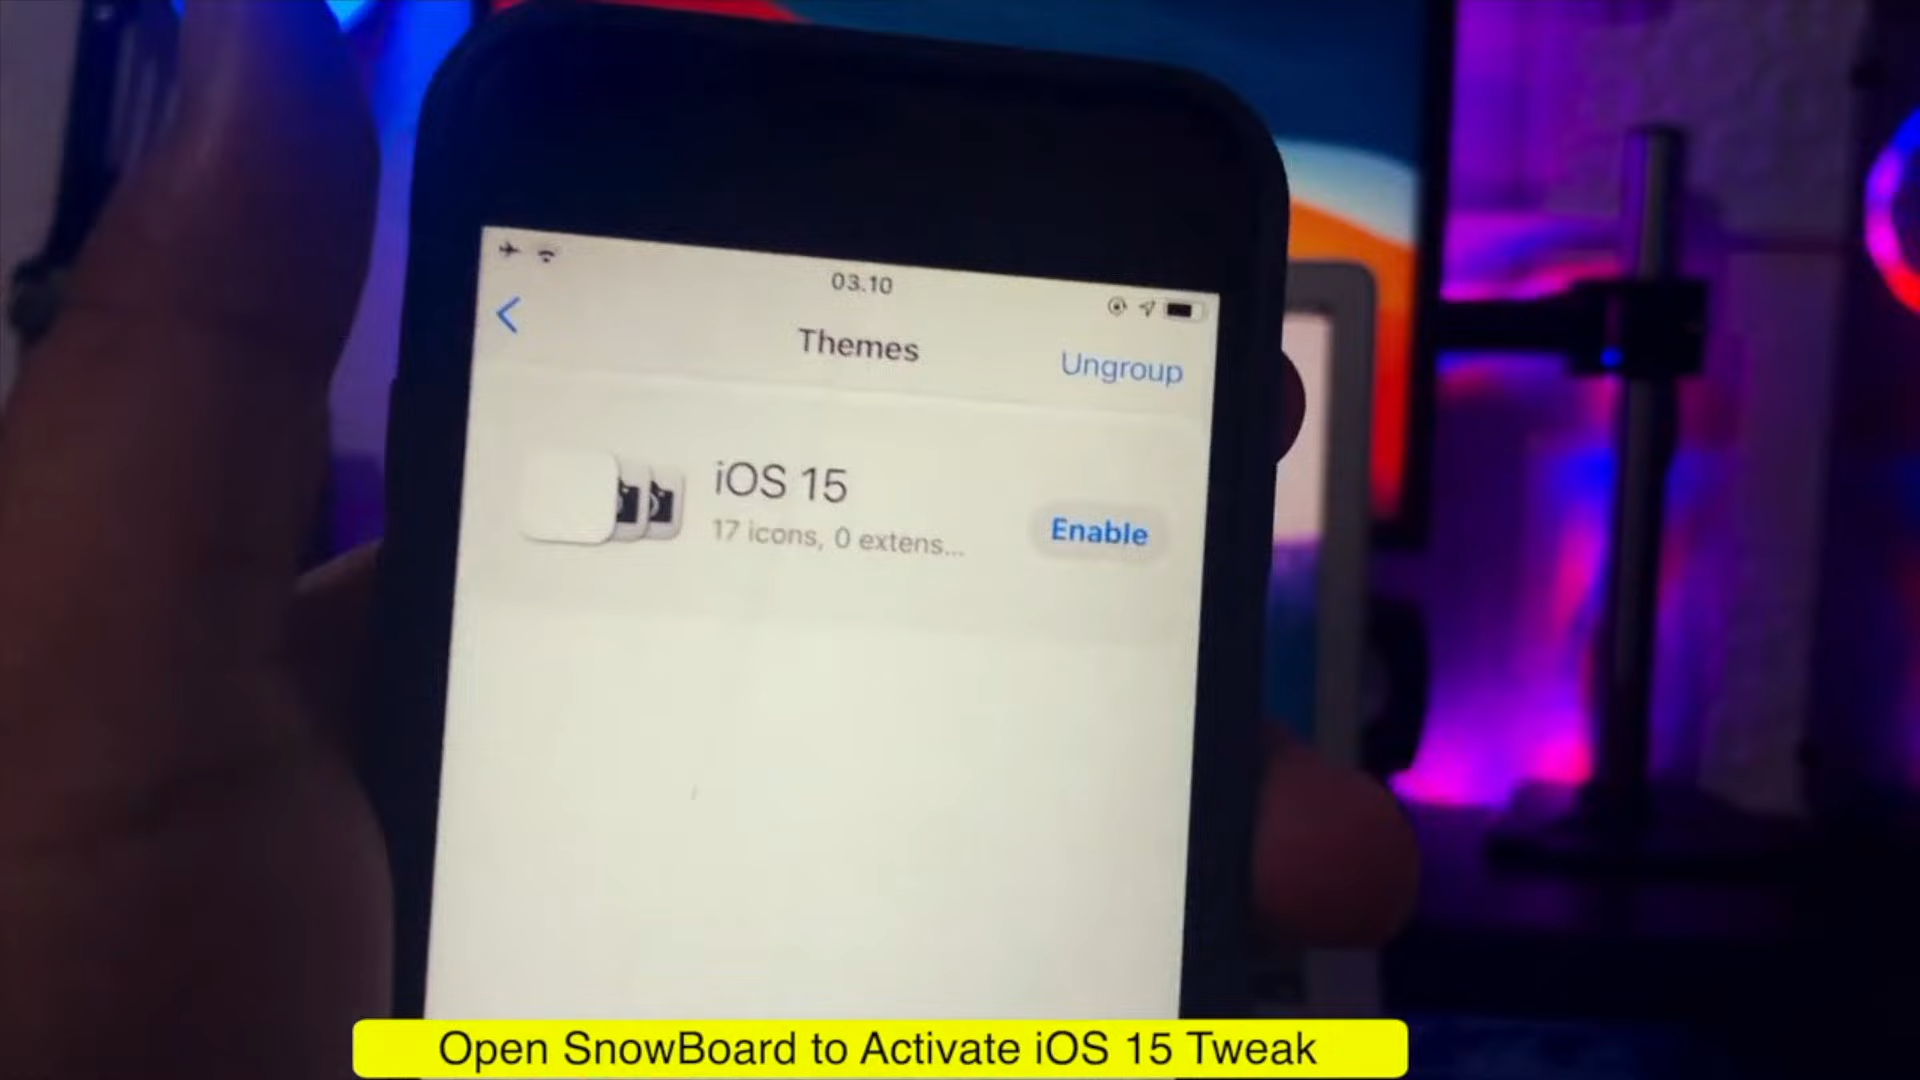 03.10
Themes
Ungroup
iOS 15
17 icons, 0 extens...
Enable
Open SnowBoard to Activate iOS 15 Tweak